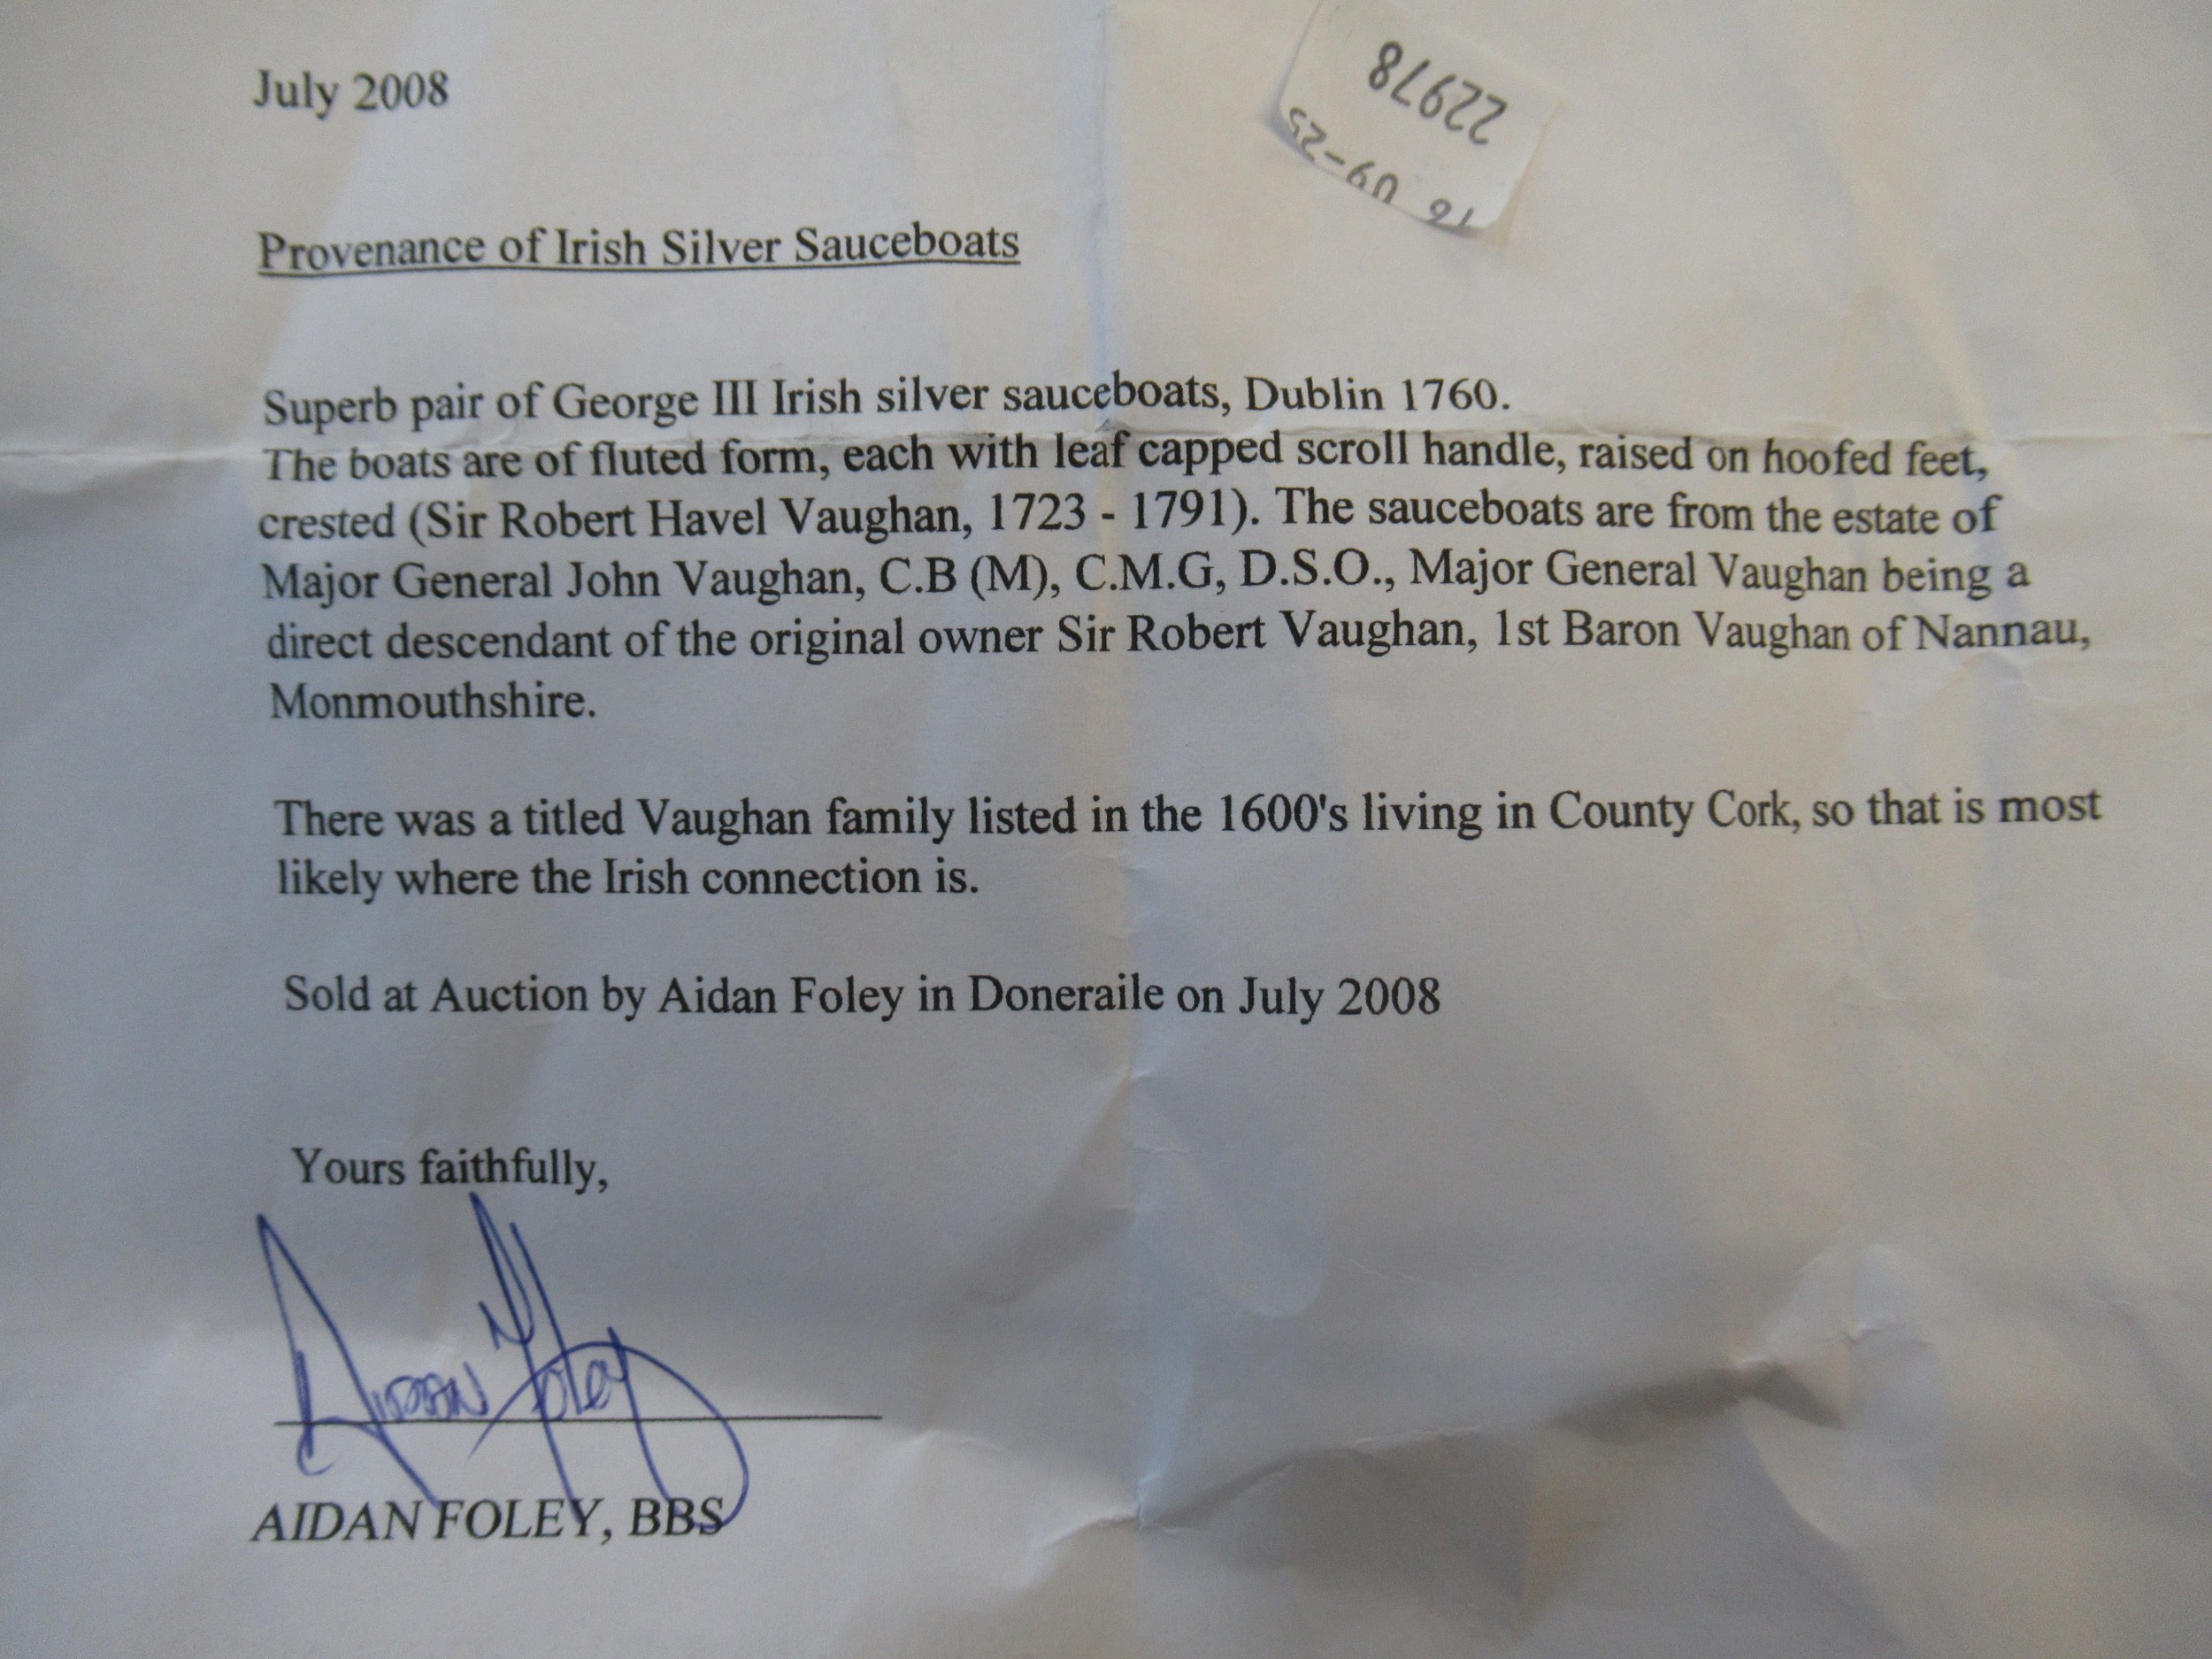 July 2008
22978
16 09-25
Provenance of Irish Silver Sauceboats
Superb pair of George III Irish silver sauceboats, Dublin 1760.
The boats are of fluted form, each with leaf capped scroll handle, raised on hoofed feet,
crested (Sir Robert Havel Vaughan, 1723 - 1791). The sauceboats are from the estate of
Major General John Vaughan, C.B (M), C.M.G, D.S.O., Major General Vaughan being a
direct descendant of the original owner Sir Robert Vaughan, 1st Baron Vaughan of Nannau,
Monmouthshire.
There was a titled Vaughan family listed in the 1600's living in County Cork, so that is most
likely where the Irish connection is.
Sold at Auction by Aidan Foley in Doneraile on July 2008
Yours faithfully,
Aidan Foley
AIDAN FOLEY, BBS